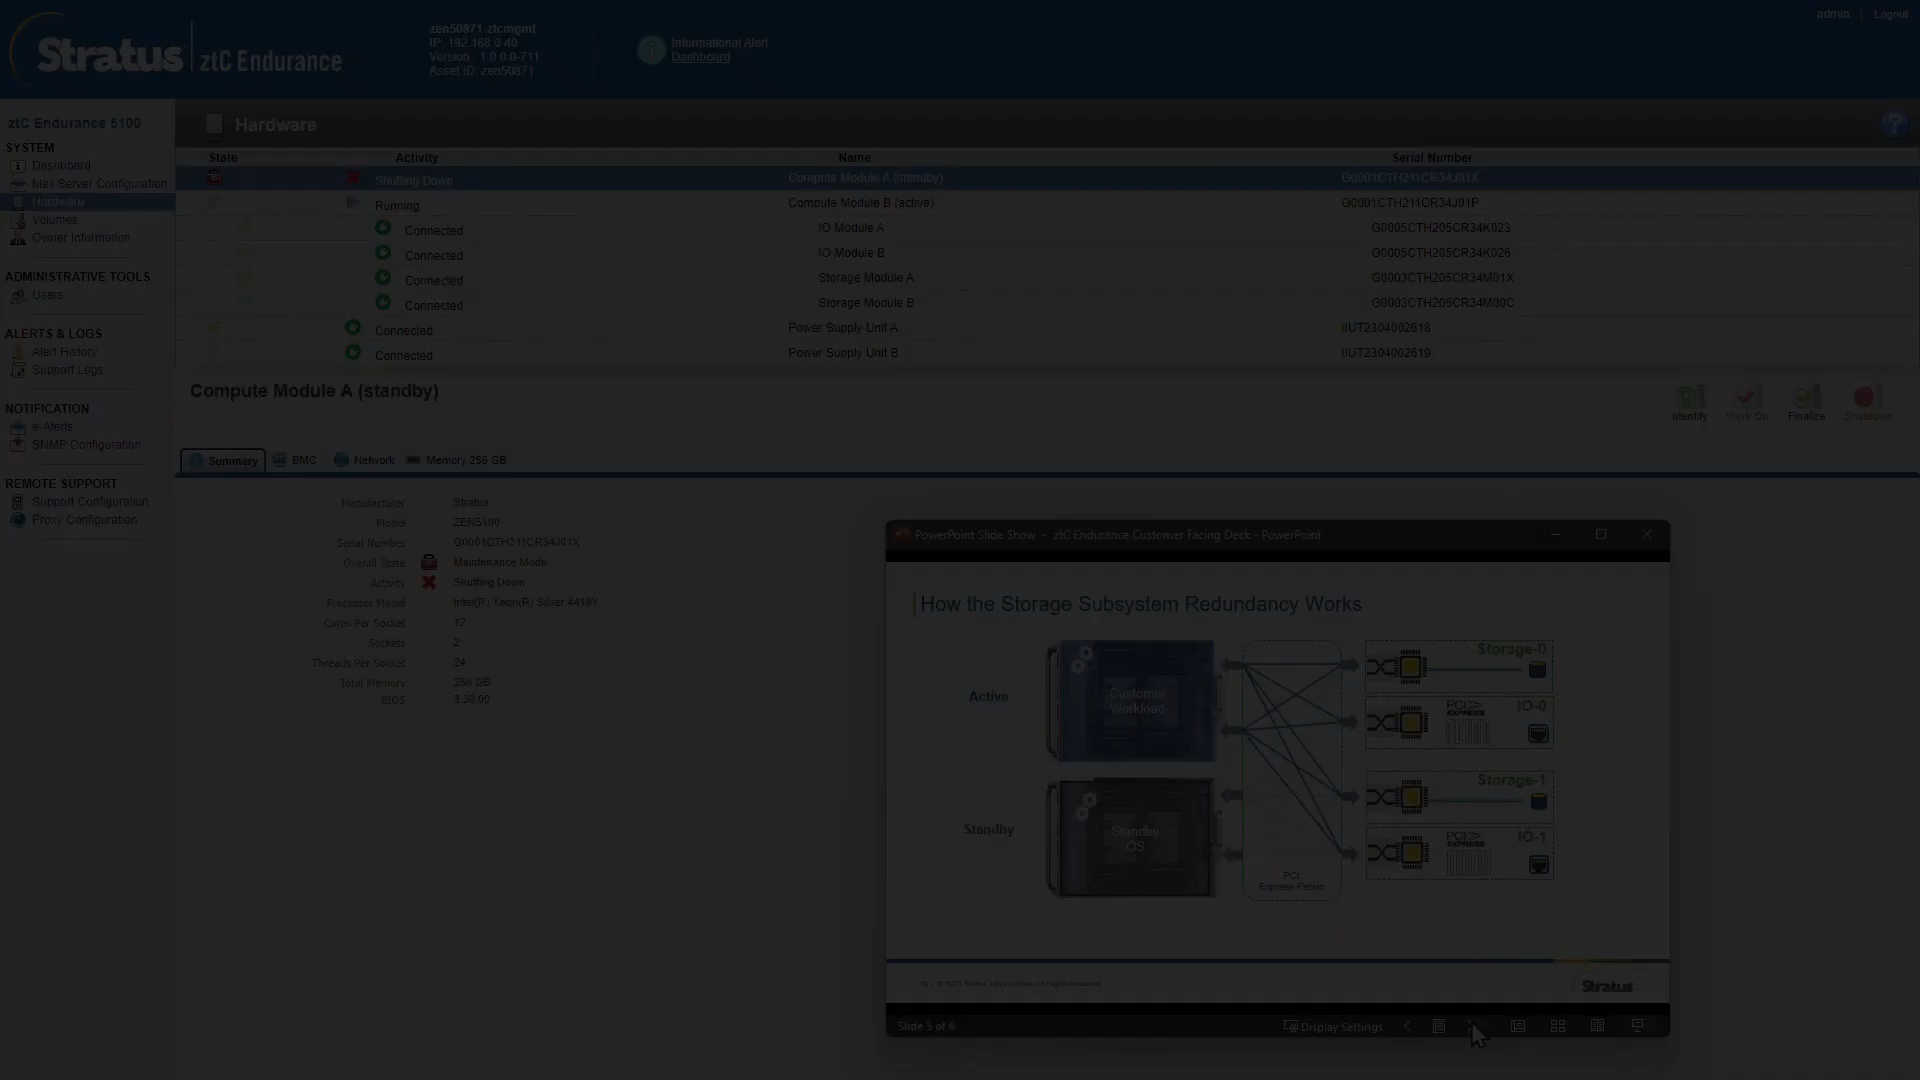 admin
Logout
Stratus
ztC Endurance
zen50871-ztcmgmt
IP: 192.168.0.40
Version : 1.0.0.0-711
Asset ID: zen50871
Informational Alert
Dashboard
ztC Endurance 5100
SYSTEM
Dashboard
Mail Server Configuration
Hardware
Volumes
Owner Information
ADMINISTRATIVE TOOLS
Users
ALERTS & LOGS
Alert History
Support Logs
NOTIFICATION
e-Alerts
SNMP Configuration
REMOTE SUPPORT
Support Configuration
Proxy Configuration
Hardware
State Activity Name Serial Number
Shutting Down Compute Module A (standby) G0001CTH211CR34J01X
Running Compute Module B (active) G0001CTH211CR34J01P
Connected IO Module A G0005CTH205CR34K023
Connected IO Module B G0005CTH205CR34K026
Connected Storage Module A G0003CTH205CR34M01X
Connected Storage Module B G0003CTH205CR34M00C
Connected Power Supply Unit A IIUT2304002618
Connected Power Supply Unit B IIUT2304002619
Compute Module A (standby)
Identify Work On Finalize Shutdown
Summary BMC Network Memory 256 GB
Manufacturer Stratus
Model ZEN5100
Serial Number G0001CTH211CR34J01X
Overall State Maintenance Mode
Activity Shutting Down
Processor Model Intel(R) Xeon(R) Silver 4410Y
Cores Per Socket 12
Sockets 2
Threads Per Socket 24
Total Memory 256 GB
BIOS 3.30.00
PowerPoint Slide Show - ztC Endurance Customer Facing Deck - PowerPoint
How the Storage Subsystem Redundancy Works
Active
Customer
Workload
Standby
Standby
OS
PCI
Express Fabric
Storage-0
PCI
EXPRESS
IO-0
Storage-1
PCI
EXPRESS
IO-1
Stratus
Slide 5 of 6
Display Settings